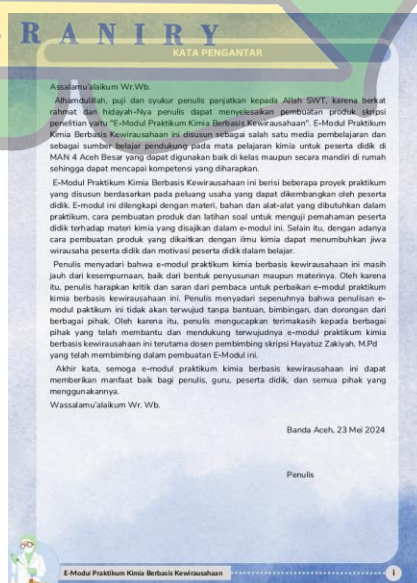 RANIRY
KATA PENGANTAR
Assalamu'alaikum Wr.Wb.
Alhamdulillah, puji dan syukur penulis panjatkan kepada Allah SWT, karena berkat
rahmat dan hidayah-Nya penulis dapat menyelesaikan pembuatan produk skripsi
penelitian yaitu "E-Modul Praktikum Kimia Berbasis Kewirausahaan". E-Modul Praktikum
Kimia Berbasis Kewirausahaan ini disusun sebagai salah satu media pembelajaran dan
sebagai sumber belajar pendukung pada mata pelajaran kimia untuk peserta didik di
MAN 4 Aceh Besar yang dapat digunakan baik di kelas maupun secara mandiri di rumah
sehingga dapat mencapai kompetensi yang diharapkan.
E-Modul Praktikum Kimia Berbasis Kewirausahaan ini berisi beberapa proyek praktikum
yang disusun berdasarkan pada peluang usaha yang dapat dikembangkan oleh peserta
didik. E-modul ini dilengkapi dengan materi, bahan dan alat-alat yang dibutuhkan dalam
praktikum, cara pembuatan produk dan latihan soal untuk menguji pemahaman peserta
didik terhadap materi kimia yang disajikan dalam e-modul ini. Selain itu, dengan adanya
cara pembuatan produk yang dikaitkan dengan ilmu kimia dapat menumbuhkan jiwa
wirausaha peserta didik dan motivasi peserta didik dalam belajar.
Penulis menyadari bahwa e-modul praktikum kimia berbasis kewirausahaan ini masih
jauh dari kesempurnaan, baik dari bentuk penyusunan maupun materinya. Oleh karena
itu, penulis harapkan kritik dan saran dari pembaca untuk perbaikan e-modul praktikum
kimia berbasis kewirausahaan ini. Penulis menyadari sepenuhnya bahwa penulisan e-
modul paktikum ini tidak akan terwujud tanpa bantuan, bimbingan, dan dorongan dari
berbagai pihak. Oleh karena itu, penulis mengucapkan terimakasih kepada berbagai
pihak yang telah membantu dan mendukung terwujudnya e-modul praktikum kimia
berbasis kewirausahaan ini terutama dosen pembimbing skripsi Hayatuz Zakiyah, M.Pd
yang telah membimbing dalam pembuatan E-Modul ini.
Akhir kata, semoga e-modul praktikum kimia berbasis kewirausahaan ini dapat
memberikan manfaat baik bagi penulis, guru, peserta didik, dan semua pihak yang
menggunakannya.
Wassalamu'alaikum Wr. Wb.
Banda Aceh, 23 Mei 2024
Penulis
E-Modul Praktikum Kimia Berbasis Kewirausahaan
i